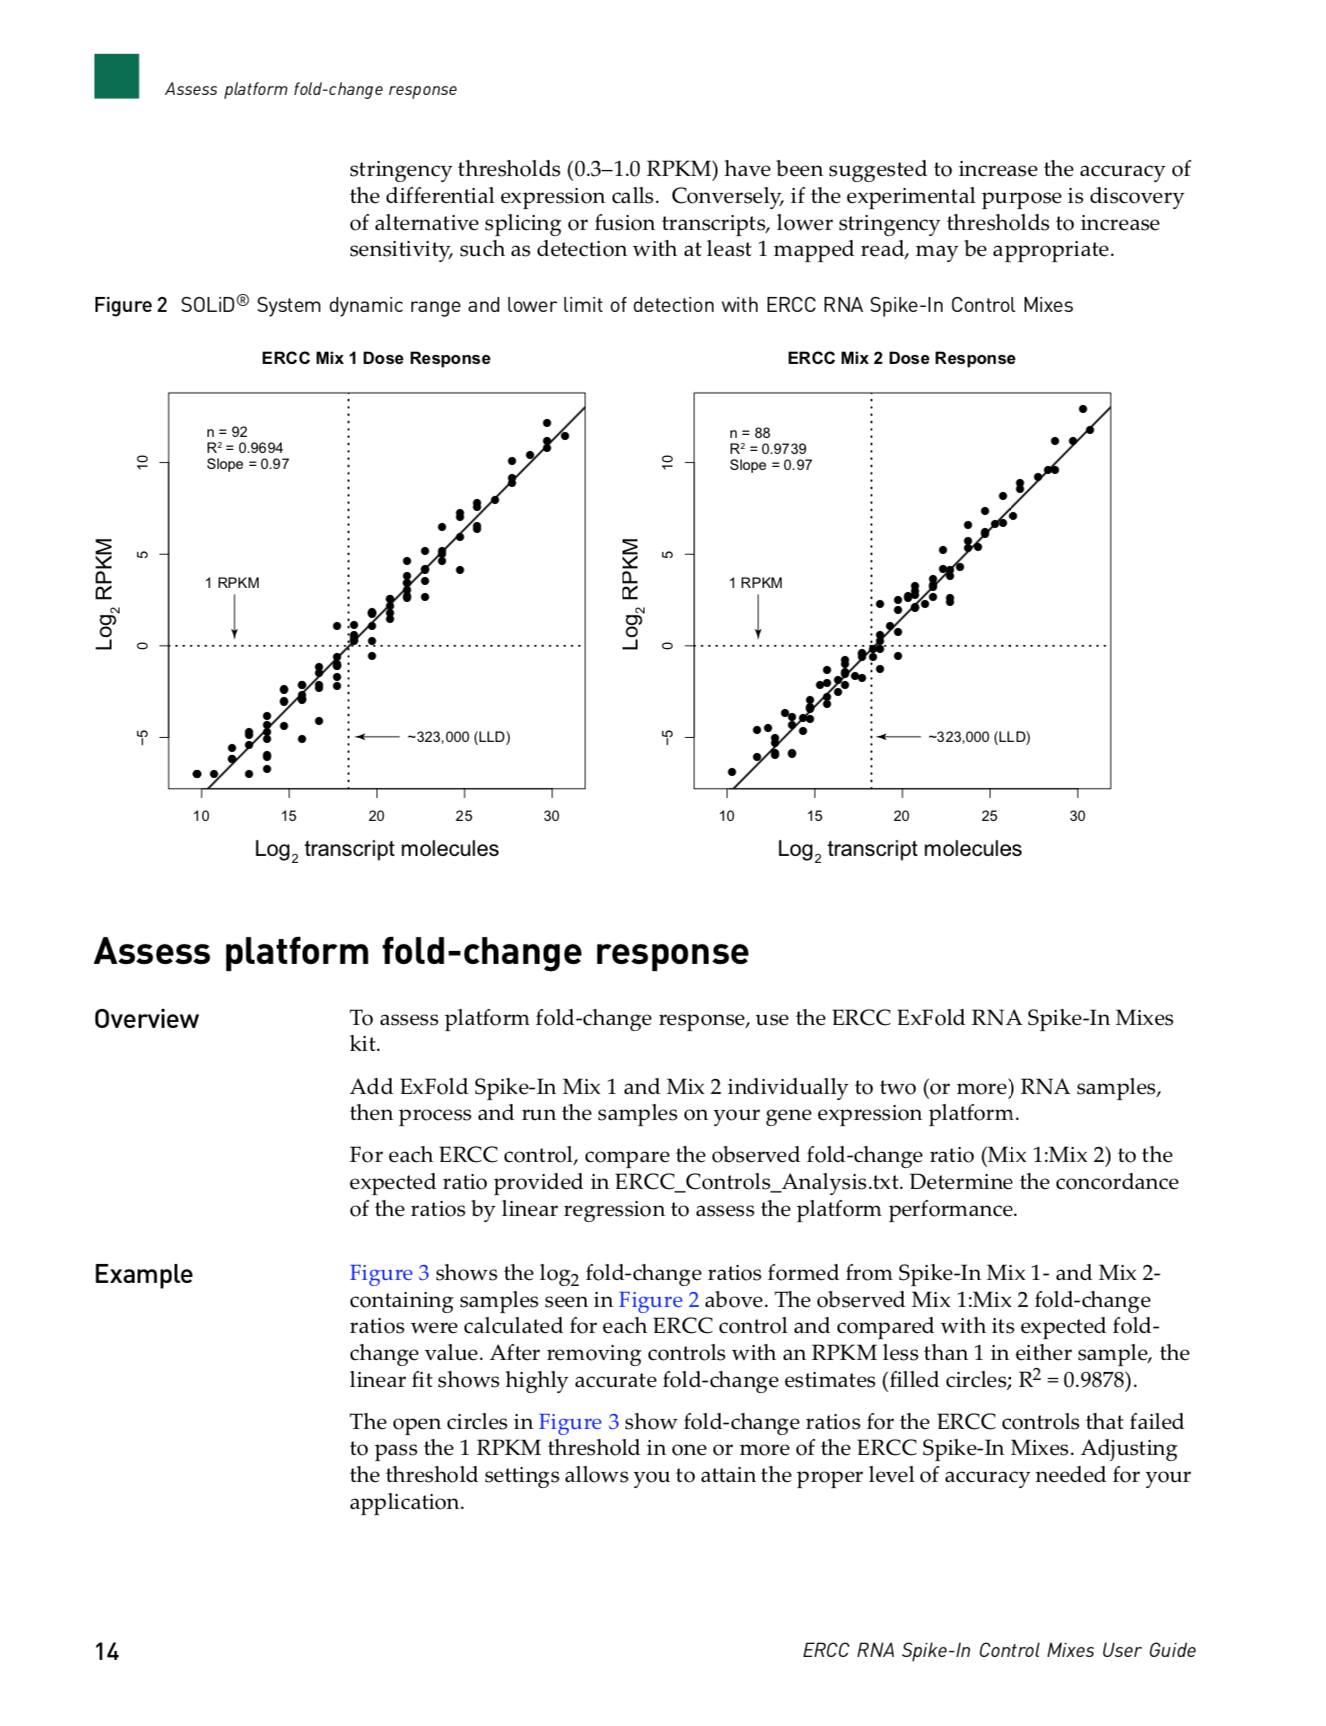 Assess platform fold-change response
stringency thresholds (0.3–1.0 RPKM) have been suggested to increase the accuracy of
the differential expression calls.  Conversely, if the experimental purpose is discovery
of alternative splicing or fusion transcripts, lower stringency thresholds to increase
sensitivity, such as detection with at least 1 mapped read, may be appropriate.
Figure 2 SOLiD® System dynamic range and lower limit of detection with ERCC RNA Spike-In Control Mixes
ERCC Mix 1 Dose Response
n = 92
R² = 0.9694
Slope = 0.97
1 RPKM
~323,000 (LLD)
Log₂ RPKM
10
5
0
−5
10 15 20 25 30
Log₂ transcript molecules
ERCC Mix 2 Dose Response
n = 88
R² = 0.9739
Slope = 0.97
1 RPKM
~323,000 (LLD)
Log₂ RPKM
10
5
0
−5
10 15 20 25 30
Log₂ transcript molecules
Assess platform fold-change response
Overview
To assess platform fold-change response, use the ERCC ExFold RNA Spike-In Mixes
kit.
Add ExFold Spike-In Mix 1 and Mix 2 individually to two (or more) RNA samples,
then process and run the samples on your gene expression platform.
For each ERCC control, compare the observed fold-change ratio (Mix 1:Mix 2) to the
expected ratio provided in ERCC_Controls_Analysis.txt. Determine the concordance
of the ratios by linear regression to assess the platform performance.
Example
Figure 3 shows the log₂ fold-change ratios formed from Spike-In Mix 1- and Mix 2-
containing samples seen in Figure 2 above. The observed Mix 1:Mix 2 fold-change
ratios were calculated for each ERCC control and compared with its expected fold-
change value. After removing controls with an RPKM less than 1 in either sample, the
linear fit shows highly accurate fold-change estimates (filled circles; R² = 0.9878).
The open circles in Figure 3 show fold-change ratios for the ERCC controls that failed
to pass the 1 RPKM threshold in one or more of the ERCC Spike-In Mixes. Adjusting
the threshold settings allows you to attain the proper level of accuracy needed for your
application.
14
ERCC RNA Spike-In Control Mixes User Guide